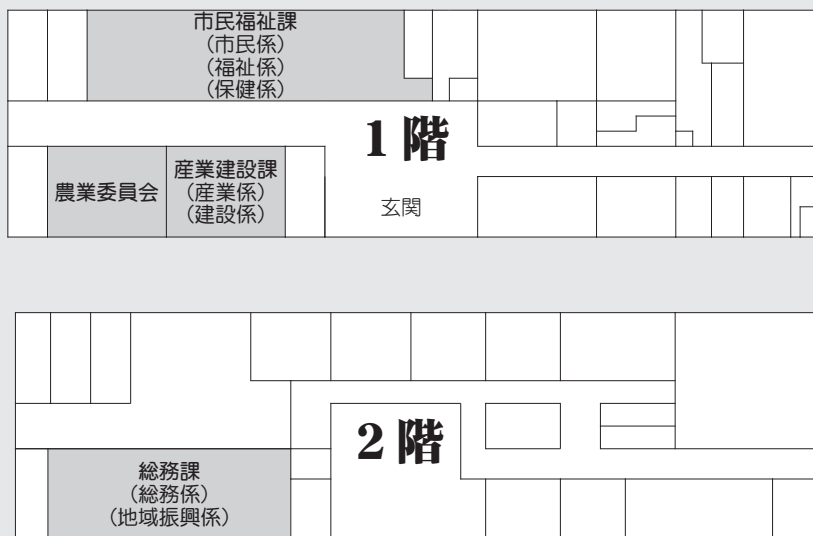 市民福祉課
（市民係）
（福祉係）
（保健係）
1階
農業委員会
産業建設課
（産業係）
（建設係）
玄関
2階
総務課
（総務係）
（地域振興係）